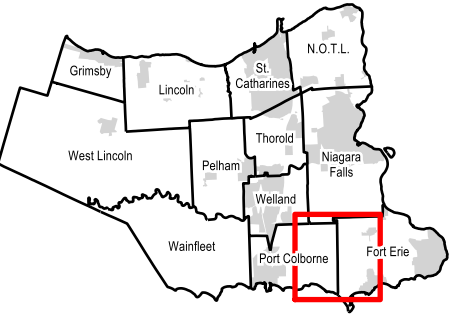 N.O.T.L.
Grimsby
St.
Catharines
Lincoln
Thorold
West Lincoln
Pelham
Niagara
Falls
Welland
Wainfleet
Port Colborne
Fort Erie